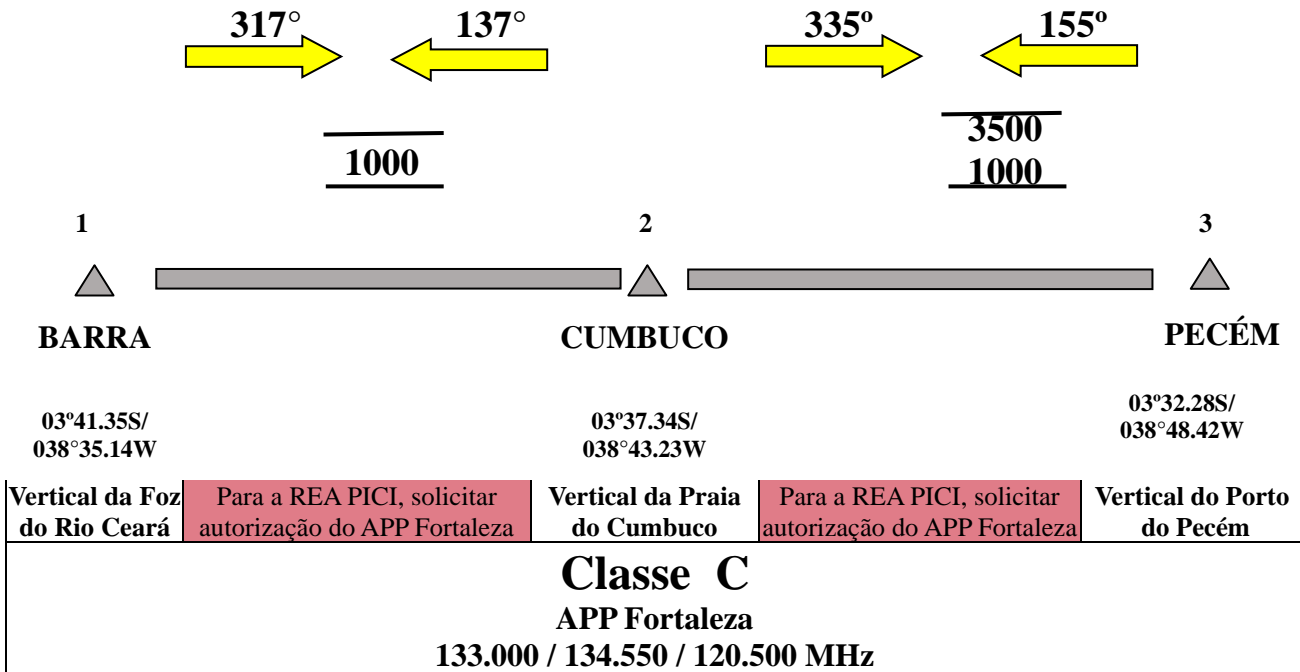 317° 137° 335º 155º
1000
3500
1000
1 2 3
BARRA CUMBUCO PECÉM
03º41.35S/
038°35.14W
03º37.34S/
038°43.23W
03º32.28S/
038°48.42W
Vertical da Foz
do Rio Ceará
Para a REA PICI, solicitar
autorização do APP Fortaleza
Vertical da Praia
do Cumbuco
Para a REA PICI, solicitar
autorização do APP Fortaleza
Vertical do Porto
do Pecém
Classe C
APP Fortaleza
133.000 / 134.550 / 120.500 MHz